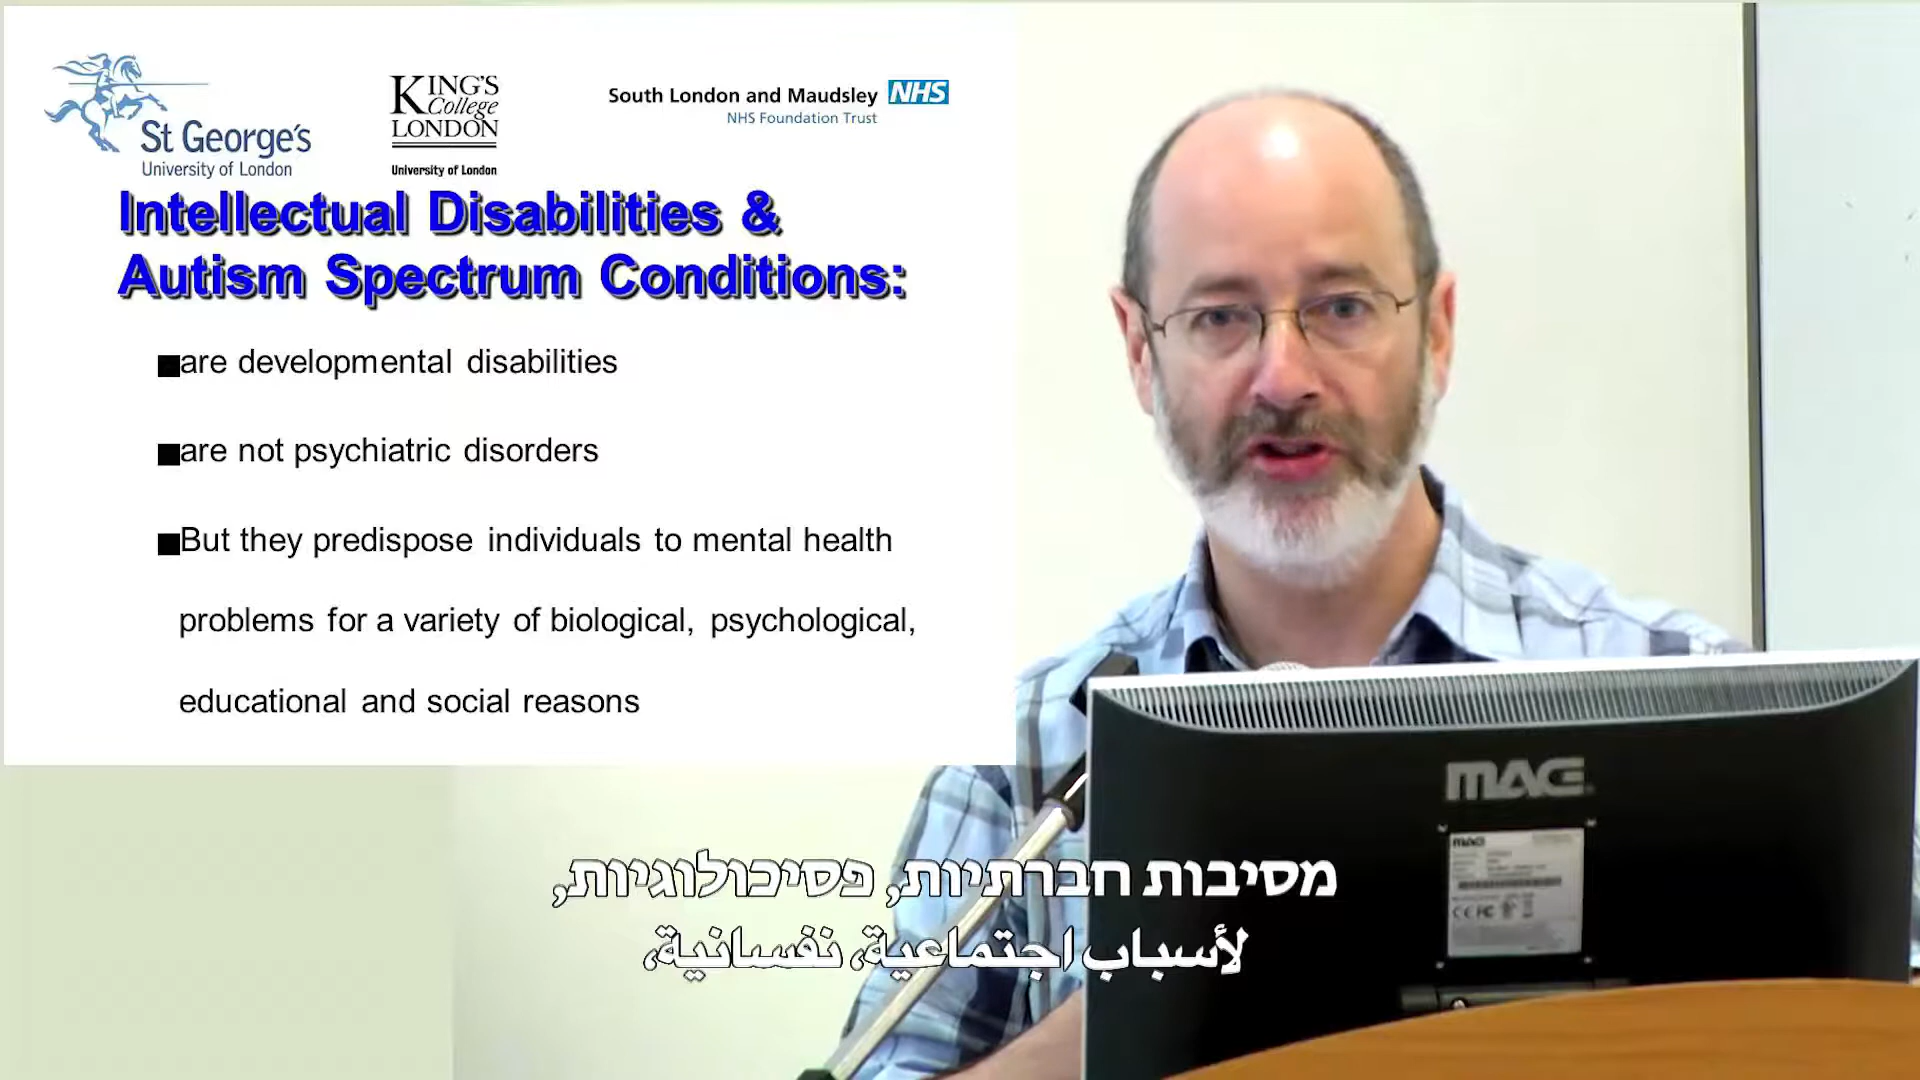 St George's
University of London
KING'S
College
LONDON
University of London
South London and Maudsley NHS
NHS Foundation Trust
Intellectual Disabilities &
Autism Spectrum Conditions:
are developmental disabilities
are not psychiatric disorders
But they predispose individuals to mental health
problems for a variety of biological, psychological,
educational and social reasons
MAG
MAG
מסיבות חברתיות, פסיכולוגיות,
لأسباب اجتماعية، نفسانية،